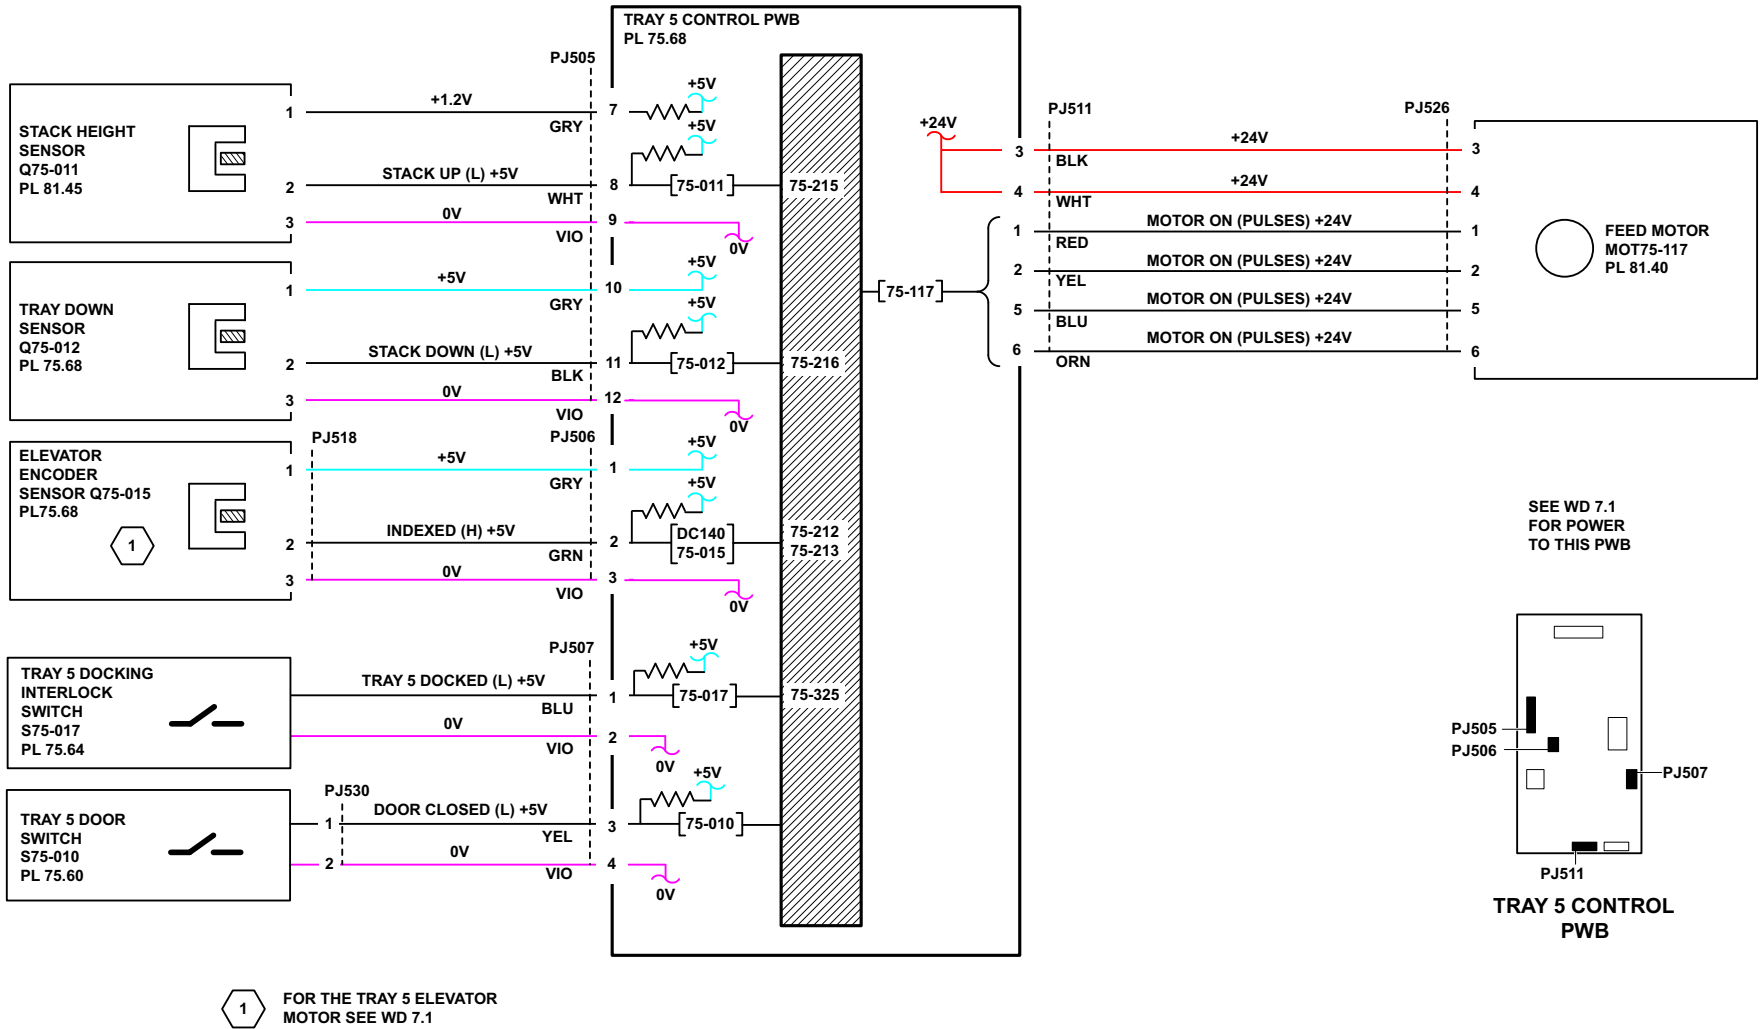 TRAY 5 CONTROL PWB
PL 75.68
PJ505
STACK HEIGHT
SENSOR
Q75-011
PL 81.45
1
+1.2V
GRY
7
+5V
2
STACK UP (L) +5V
WHT
8
+5V
75-011
75-215
3
0V
VIO
9
0V
TRAY DOWN
SENSOR
Q75-012
PL 75.68
1
+5V
GRY
10
+5V
2
STACK DOWN (L) +5V
BLK
11
+5V
75-012
75-216
3
0V
VIO
12
0V
ELEVATOR
ENCODER
SENSOR Q75-015
PL75.68
1
PJ518
PJ506
1
+5V
GRY
1
+5V
2
INDEXED (H) +5V
GRN
2
+5V
DC140
75-015
75-212
75-213
3
0V
VIO
3
0V
PJ507
TRAY 5 DOCKING
INTERLOCK
SWITCH
S75-017
PL 75.64
TRAY 5 DOCKED (L) +5V
BLU
1
+5V
75-017
75-325
0V
VIO
2
0V
TRAY 5 DOOR
SWITCH
S75-010
PL 75.60
PJ530
1
DOOR CLOSED (L) +5V
YEL
3
+5V
75-010
2
0V
VIO
4
0V
+24V
PJ511
PJ526
3
+24V
BLK
3
4
+24V
WHT
4
75-117
1
MOTOR ON (PULSES) +24V
RED
1
2
MOTOR ON (PULSES) +24V
YEL
2
5
MOTOR ON (PULSES) +24V
BLU
5
6
MOTOR ON (PULSES) +24V
ORN
6
FEED MOTOR
MOT75-117
PL 81.40
SEE WD 7.1
FOR POWER
TO THIS PWB
PJ505
PJ506
PJ507
PJ511
TRAY 5 CONTROL
PWB
1
FOR THE TRAY 5 ELEVATOR
MOTOR SEE WD 7.1